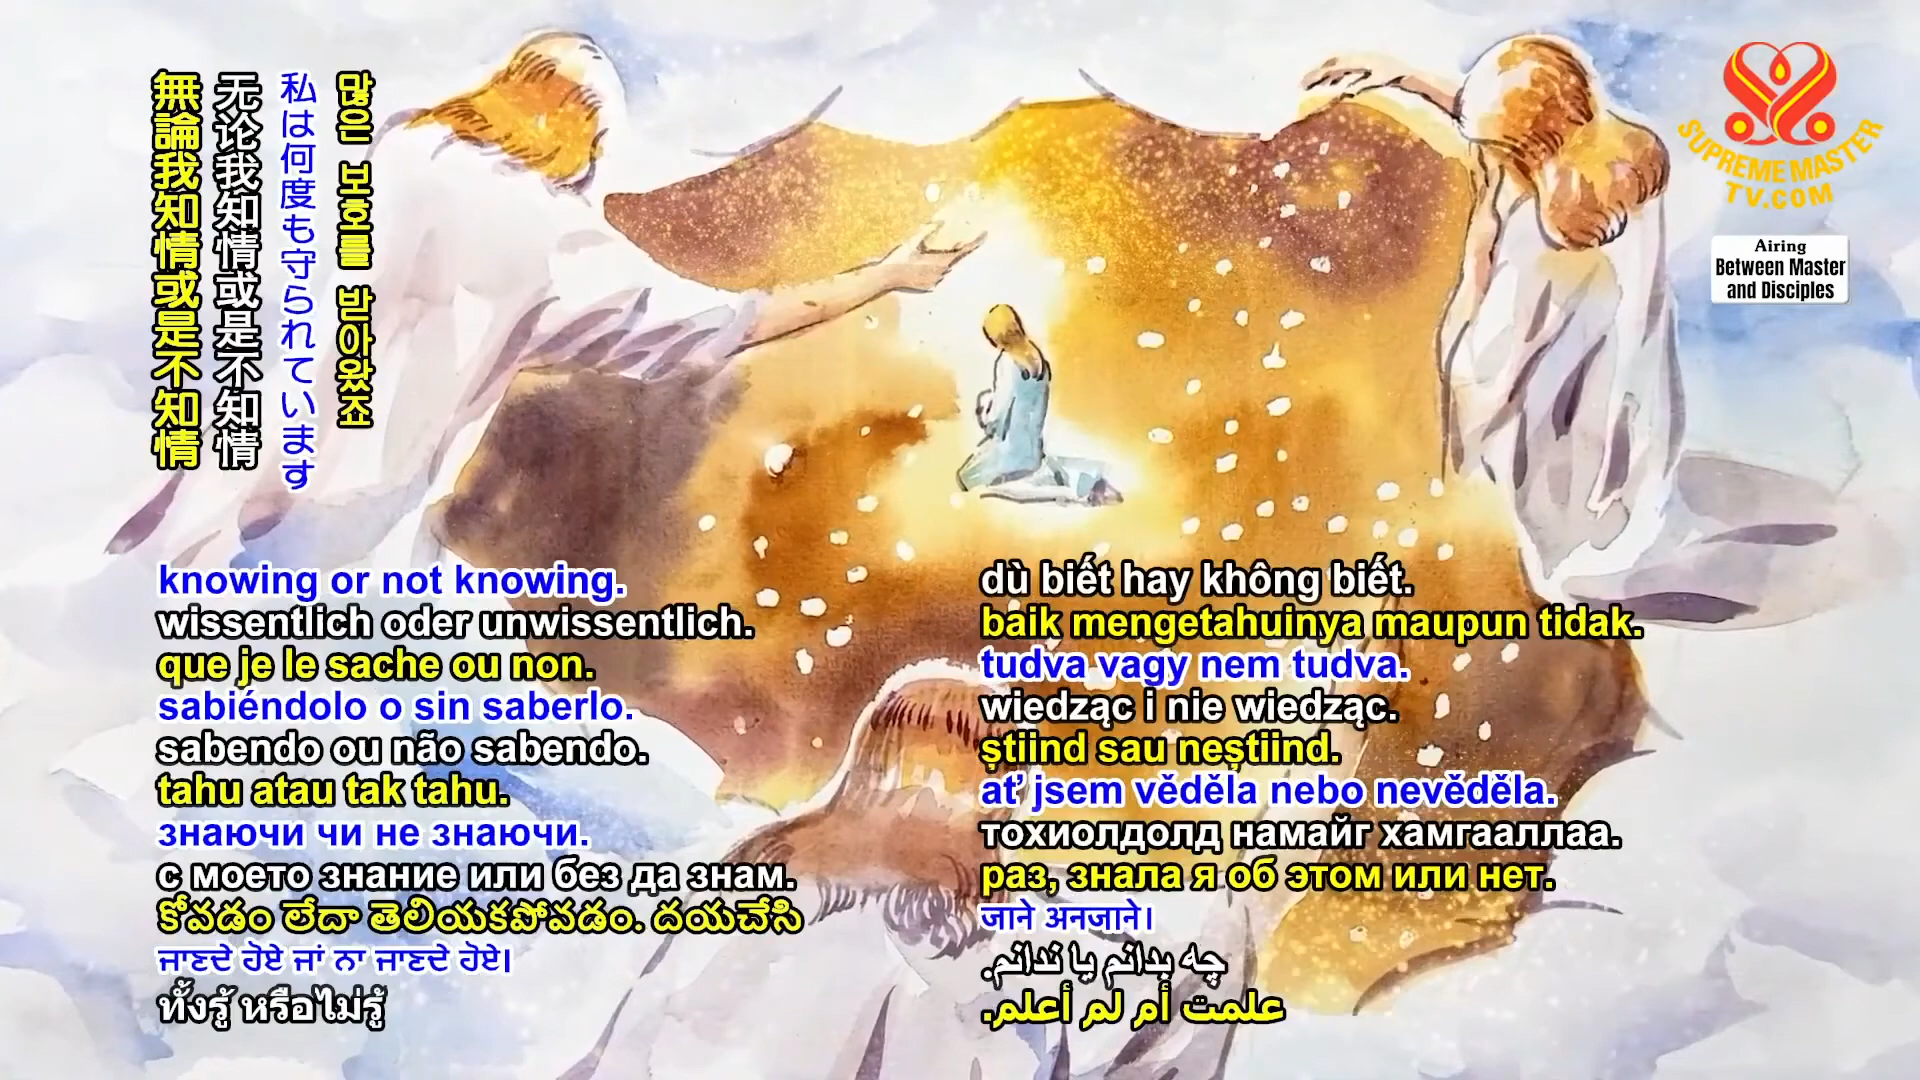 無論我知情或是不知情
无论我知情或是不知情
私は何度も守られています
많은 보호를 받아왔죠
SUPREME MASTER
TV.COM
Airing
Between Master
and Disciples
knowing or not knowing.
wissentlich oder unwissentlich.
que je le sache ou non.
sabiéndolo o sin saberlo.
sabendo ou não sabendo.
tahu atau tak tahu.
знаючи чи не знаючи.
с моето знание или без да знам.
కోవడం లేదా తెలియకపోవడం. దయచేసి
ਜਾਣਦੇ ਹੋਏ ਜਾਂ ਨਾ ਜਾਣਦੇ ਹੋਏ।
ทั้งรู้ หรือไม่รู้
dù biết hay không biết.
baik mengetahuinya maupun tidak.
tudva vagy nem tudva.
wiedząc i nie wiedząc.
știind sau neștiind.
ať jsem věděla nebo nevěděla.
тохиолдолд намайг хамгааллаа.
раз, знала я об этом или нет.
जाने अनजाने।
چه بدانم یا ندانم.
علمت أم لم أعلم.